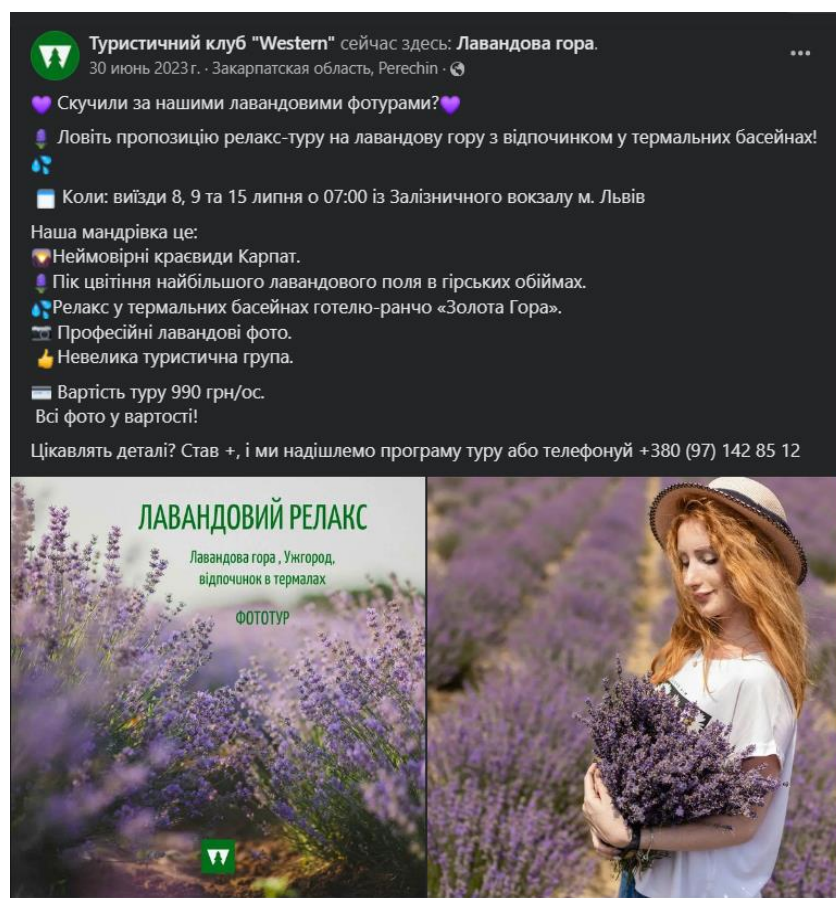 Туристичний клуб "Western" сейчас здесь: Лавандова гора.
30 июнь 2023 г. · Закарпатская область, Perechin ·
💜 Скучили за нашими лавандовими фотурами?💜
Ловіть пропозицію релакс-туру на лавандову гору з відпочинком у термальних басейнах!
💦
Коли: виїзди 8, 9 та 15 липня о 07:00 із Залізничного вокзалу м. Львів
Наша мандрівка це:
Неймовірні краєвиди Карпат.
Пік цвітіння найбільшого лавандового поля в гірських обіймах.
💦Релакс у термальних басейнах готелю-ранчо «Золота Гора».
📷 Професійні лавандові фото.
👍Невелика туристична група.
💳 Вартість туру 990 грн/ос.
Всі фото у вартості!
Цікавлять деталі? Став +, і ми надішлемо програму туру або телефонуй +380 (97) 142 85 12
ЛАВАНДОВИЙ РЕЛАКС
Лавандова гора , Ужгород,
відпочинок в термалах
ФОТОТУР